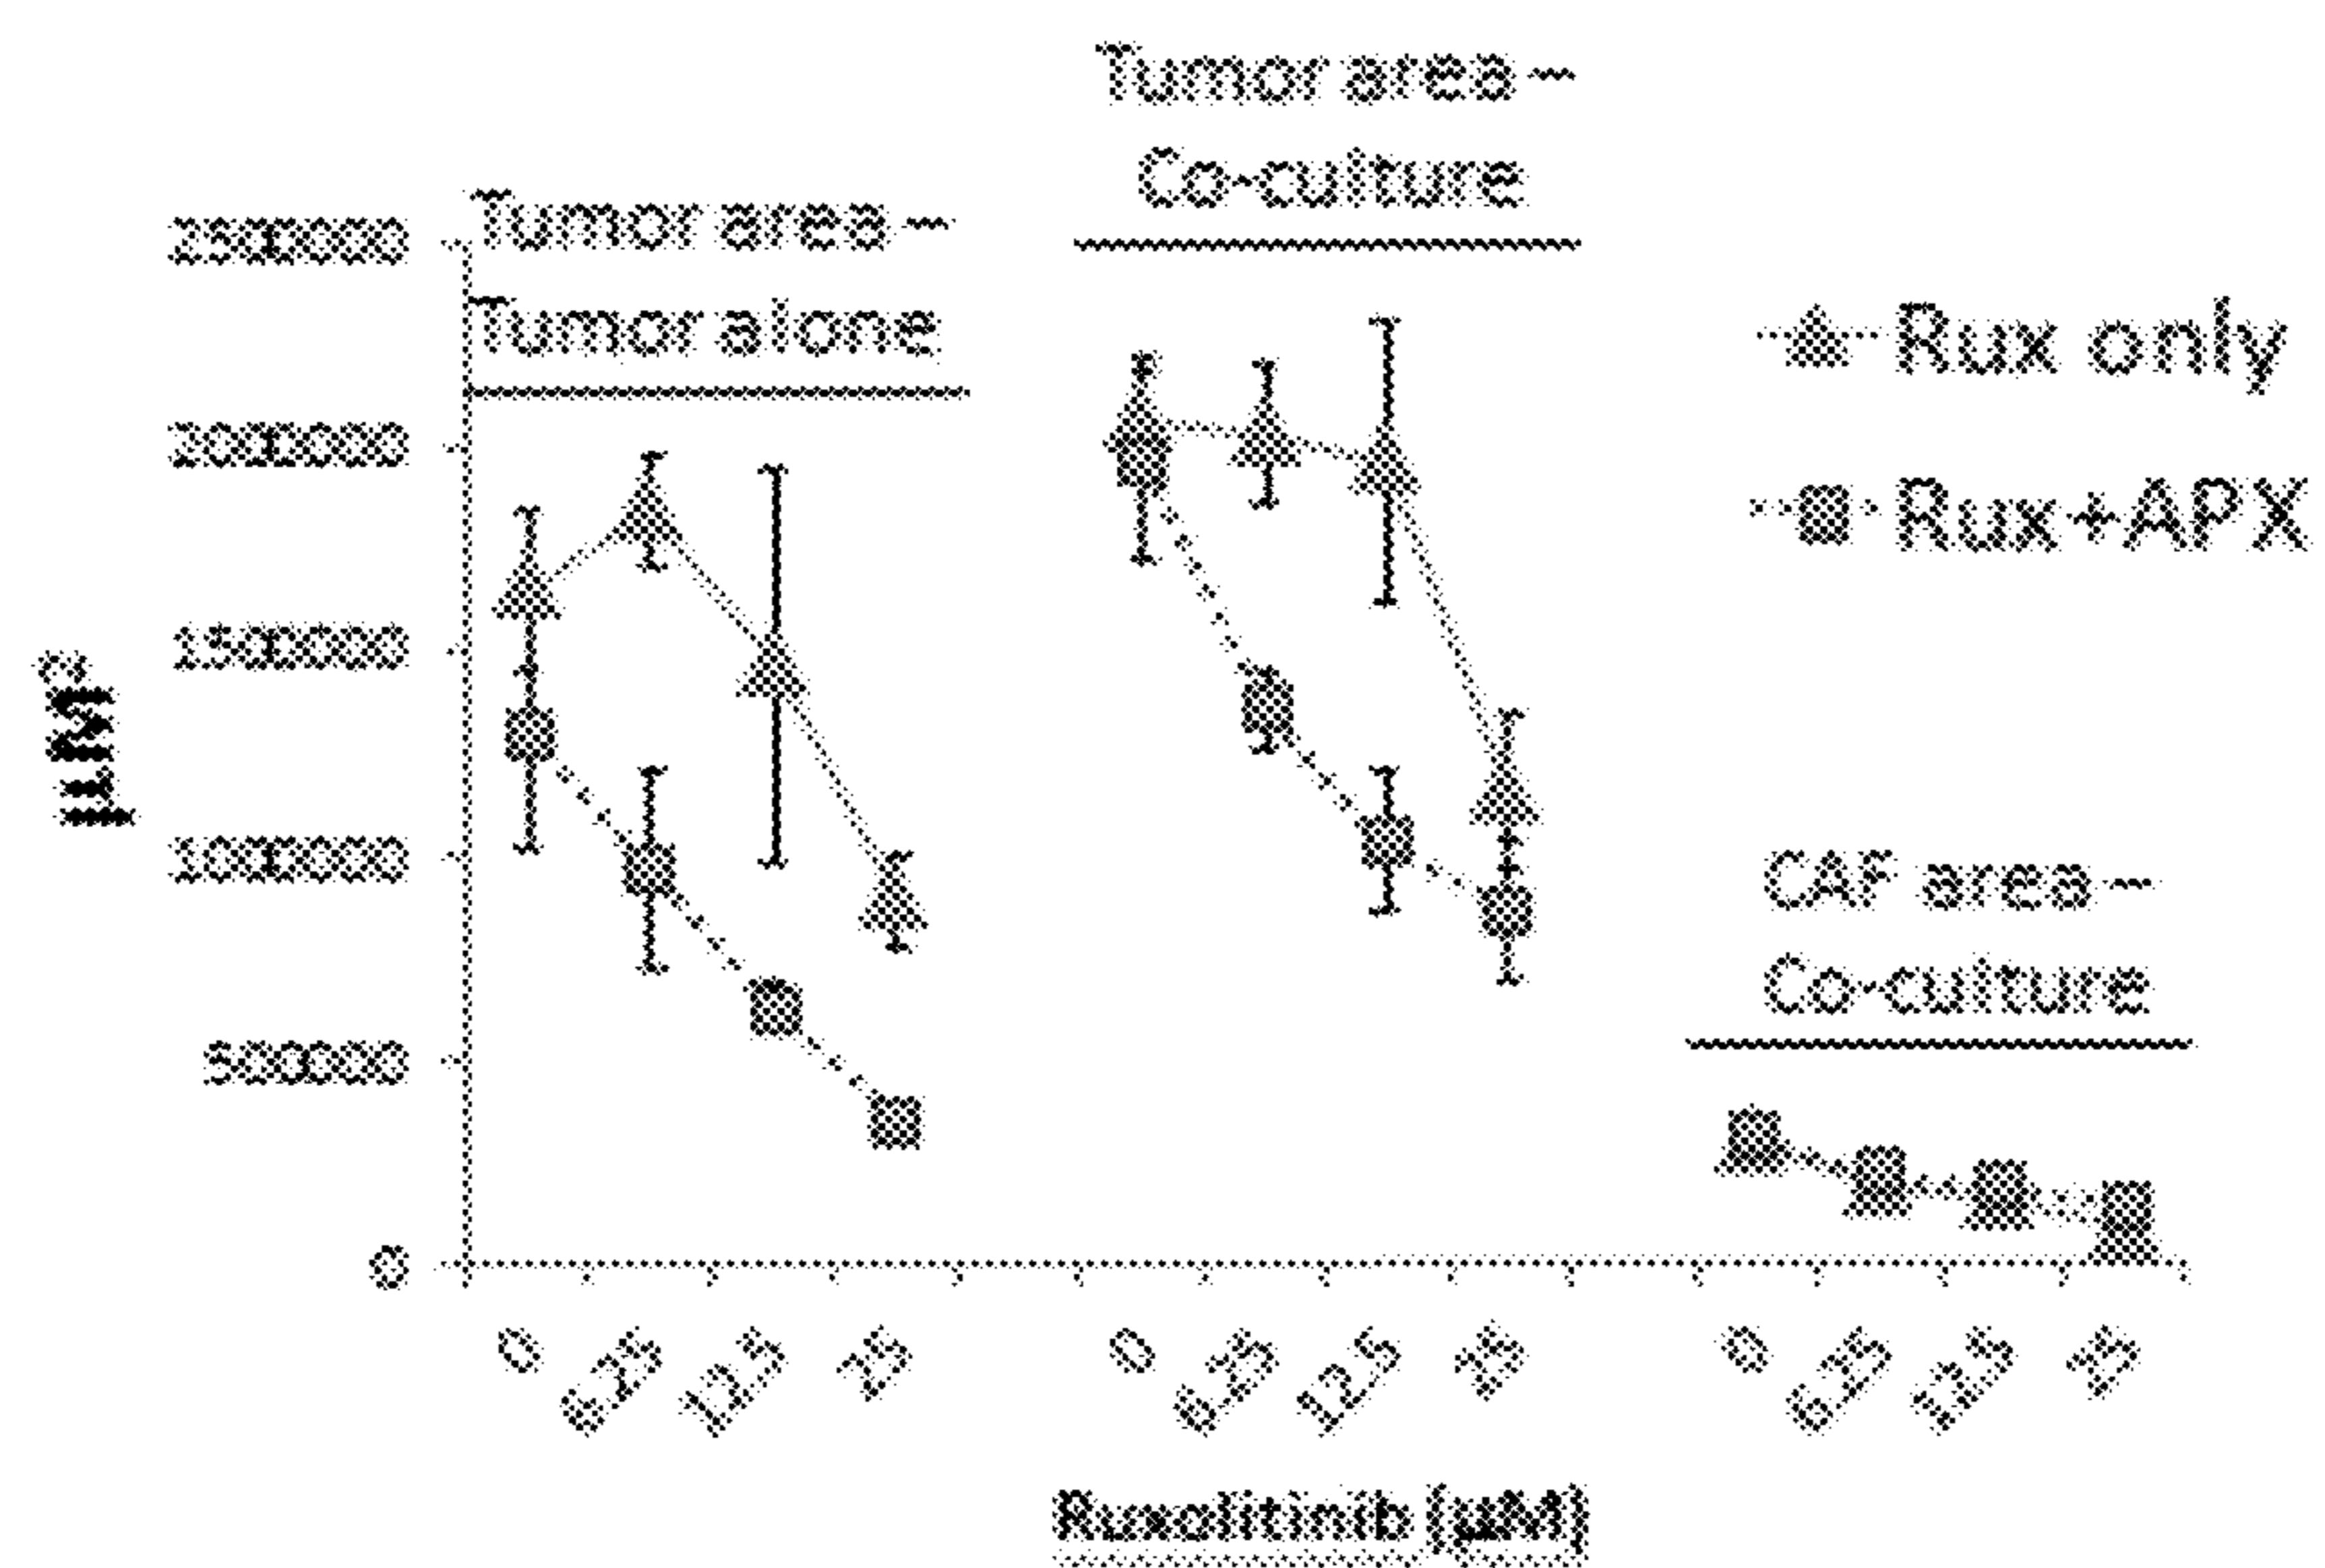 Tumor area –
Co-culture
Tumor area –
Tumor alone
Rux only
Rux+APX
2500000
2000000
1500000
1000000
500000
0
µm²
CAF area –
Co-culture
0
6.25
12.5
25
0
6.25
12.5
25
0
6.25
12.5
25
Ruxolitinib [µM]